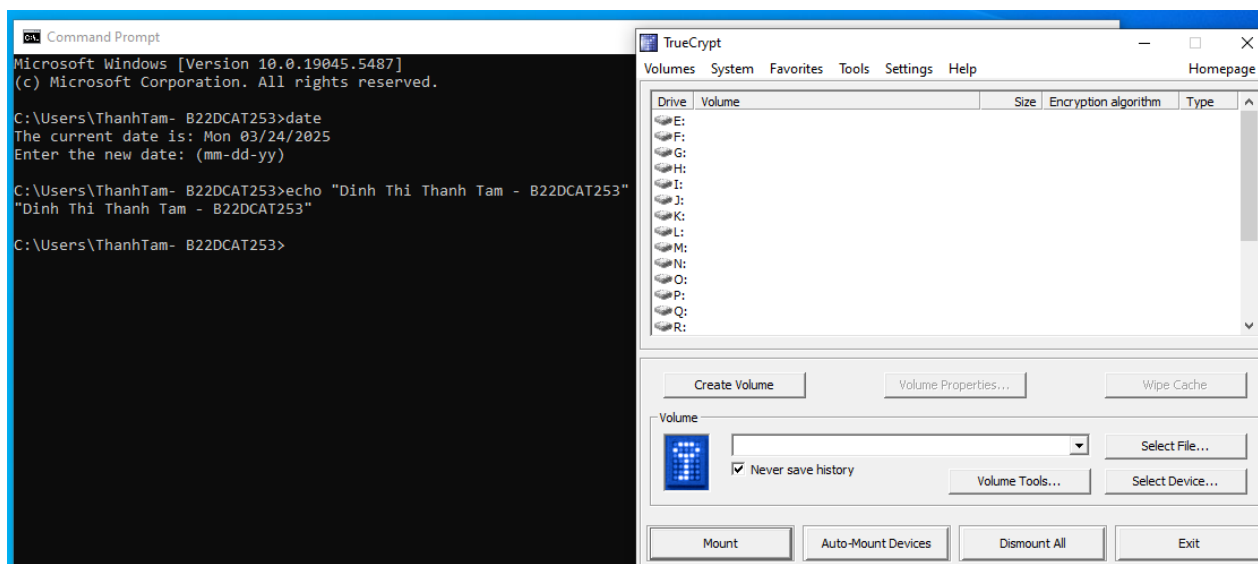 Command Prompt
Microsoft Windows [Version 10.0.19045.5487]
(c) Microsoft Corporation. All rights reserved.
C:\Users\ThanhTam- B22DCAT253>date
The current date is: Mon 03/24/2025
Enter the new date: (mm-dd-yy)
C:\Users\ThanhTam- B22DCAT253>echo "Dinh Thi Thanh Tam - B22DCAT253"
"Dinh Thi Thanh Tam - B22DCAT253"
C:\Users\ThanhTam- B22DCAT253>
TrueCrypt
Volumes System Favorites Tools Settings Help Homepage
Drive Volume Size Encryption algorithm Type
E:
F:
G:
H:
I:
J:
K:
L:
M:
N:
O:
P:
Q:
R:
Create Volume Volume Properties... Wipe Cache
Volume
Select File...
Never save history
Volume Tools... Select Device...
Mount Auto-Mount Devices Dismount All Exit